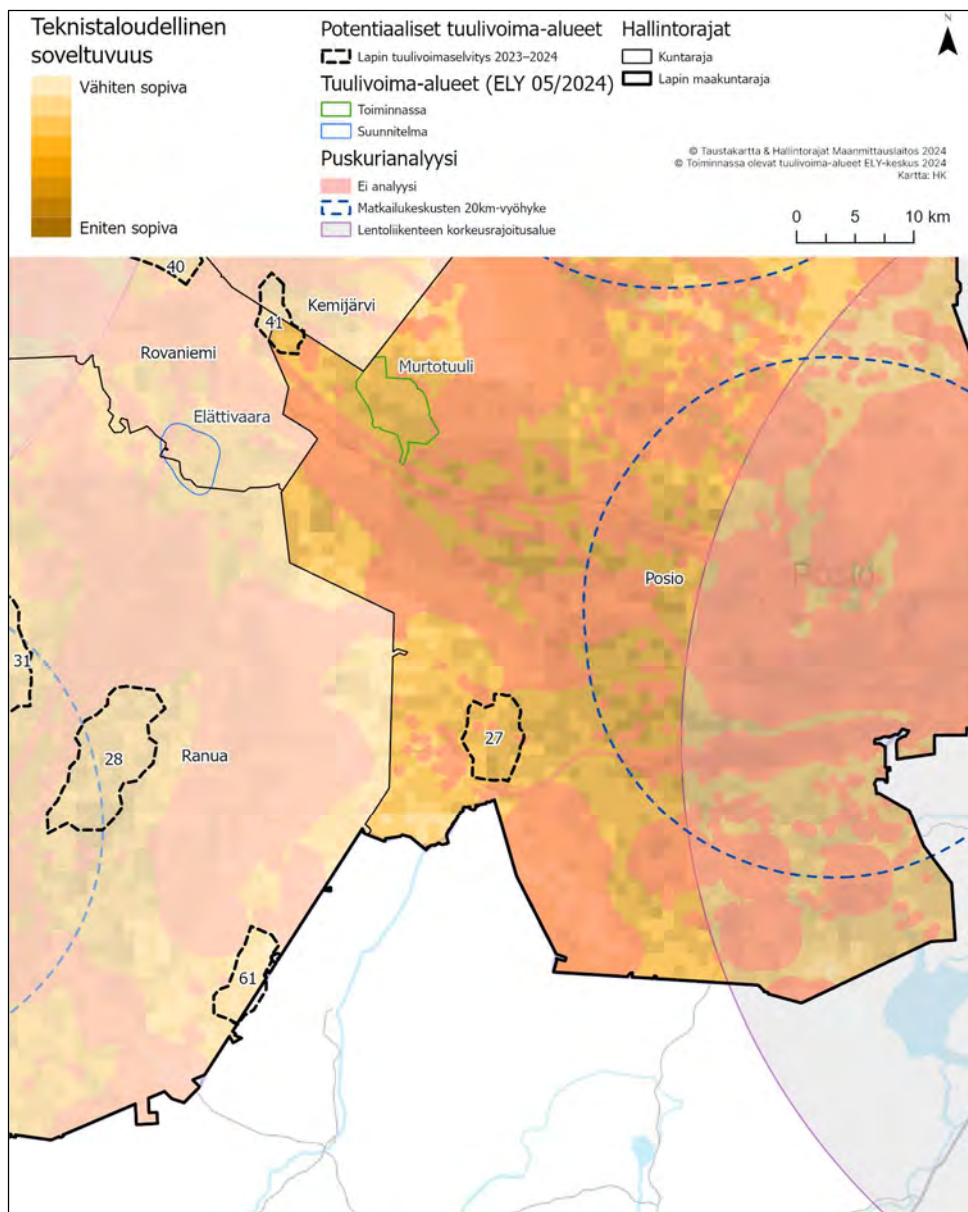 Teknistaloudellinen
soveltuvuus
Vähiten sopiva
Eniten sopiva
Potentiaaliset tuulivoima-alueet
Lapin tuulivoimaselvitys 2023–2024
Tuulivoima-alueet (ELY 05/2024)
Toiminnassa
Suunnitelma
Puskurianalyysi
Ei analyysi
Matkailukeskusten 20km-vyöhyke
Lentoliikenteen korkeusrajoitusalue
Hallintorajat
Kuntaraja
Lapin maakuntaraja
N
© Taustakartta & Hallintorajat Maanmittauslaitos 2024
© Toiminnassa olevat tuulivoima-alueet ELY-keskus 2024
Kartta: HK
0 5 10 km
40
Kemijärvi
41
Rovaniemi
Murtotuuli
Elättivaara
Posio
Posio
31
27
28
Ranua
61